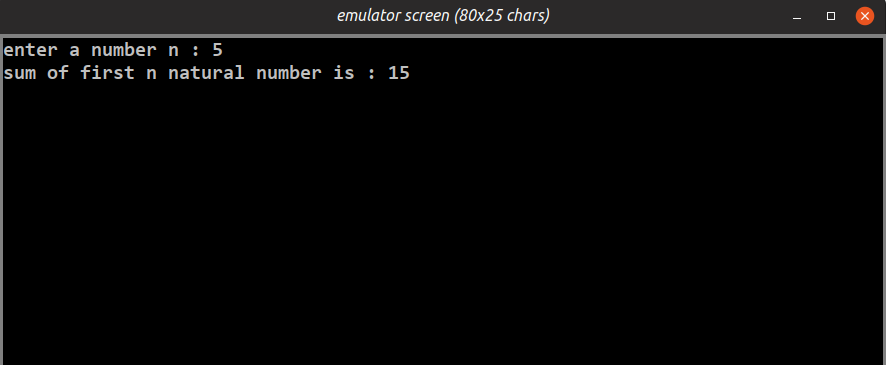 emulator screen (80x25 chars)
enter a number n : 5
sum of first n natural number is : 15